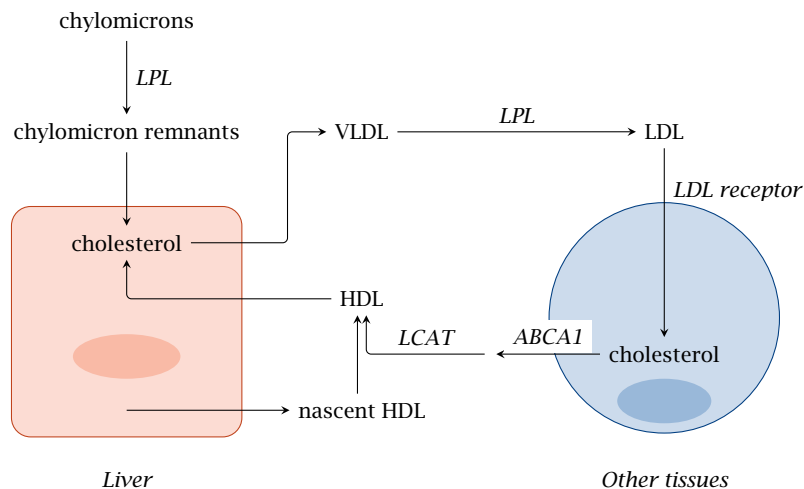 chylomicrons
LPL
chylomicron remnants
VLDL
LPL
LDL
LDL receptor
cholesterol
HDL
LCAT
ABCA1
cholesterol
nascent HDL
Liver
Other tissues